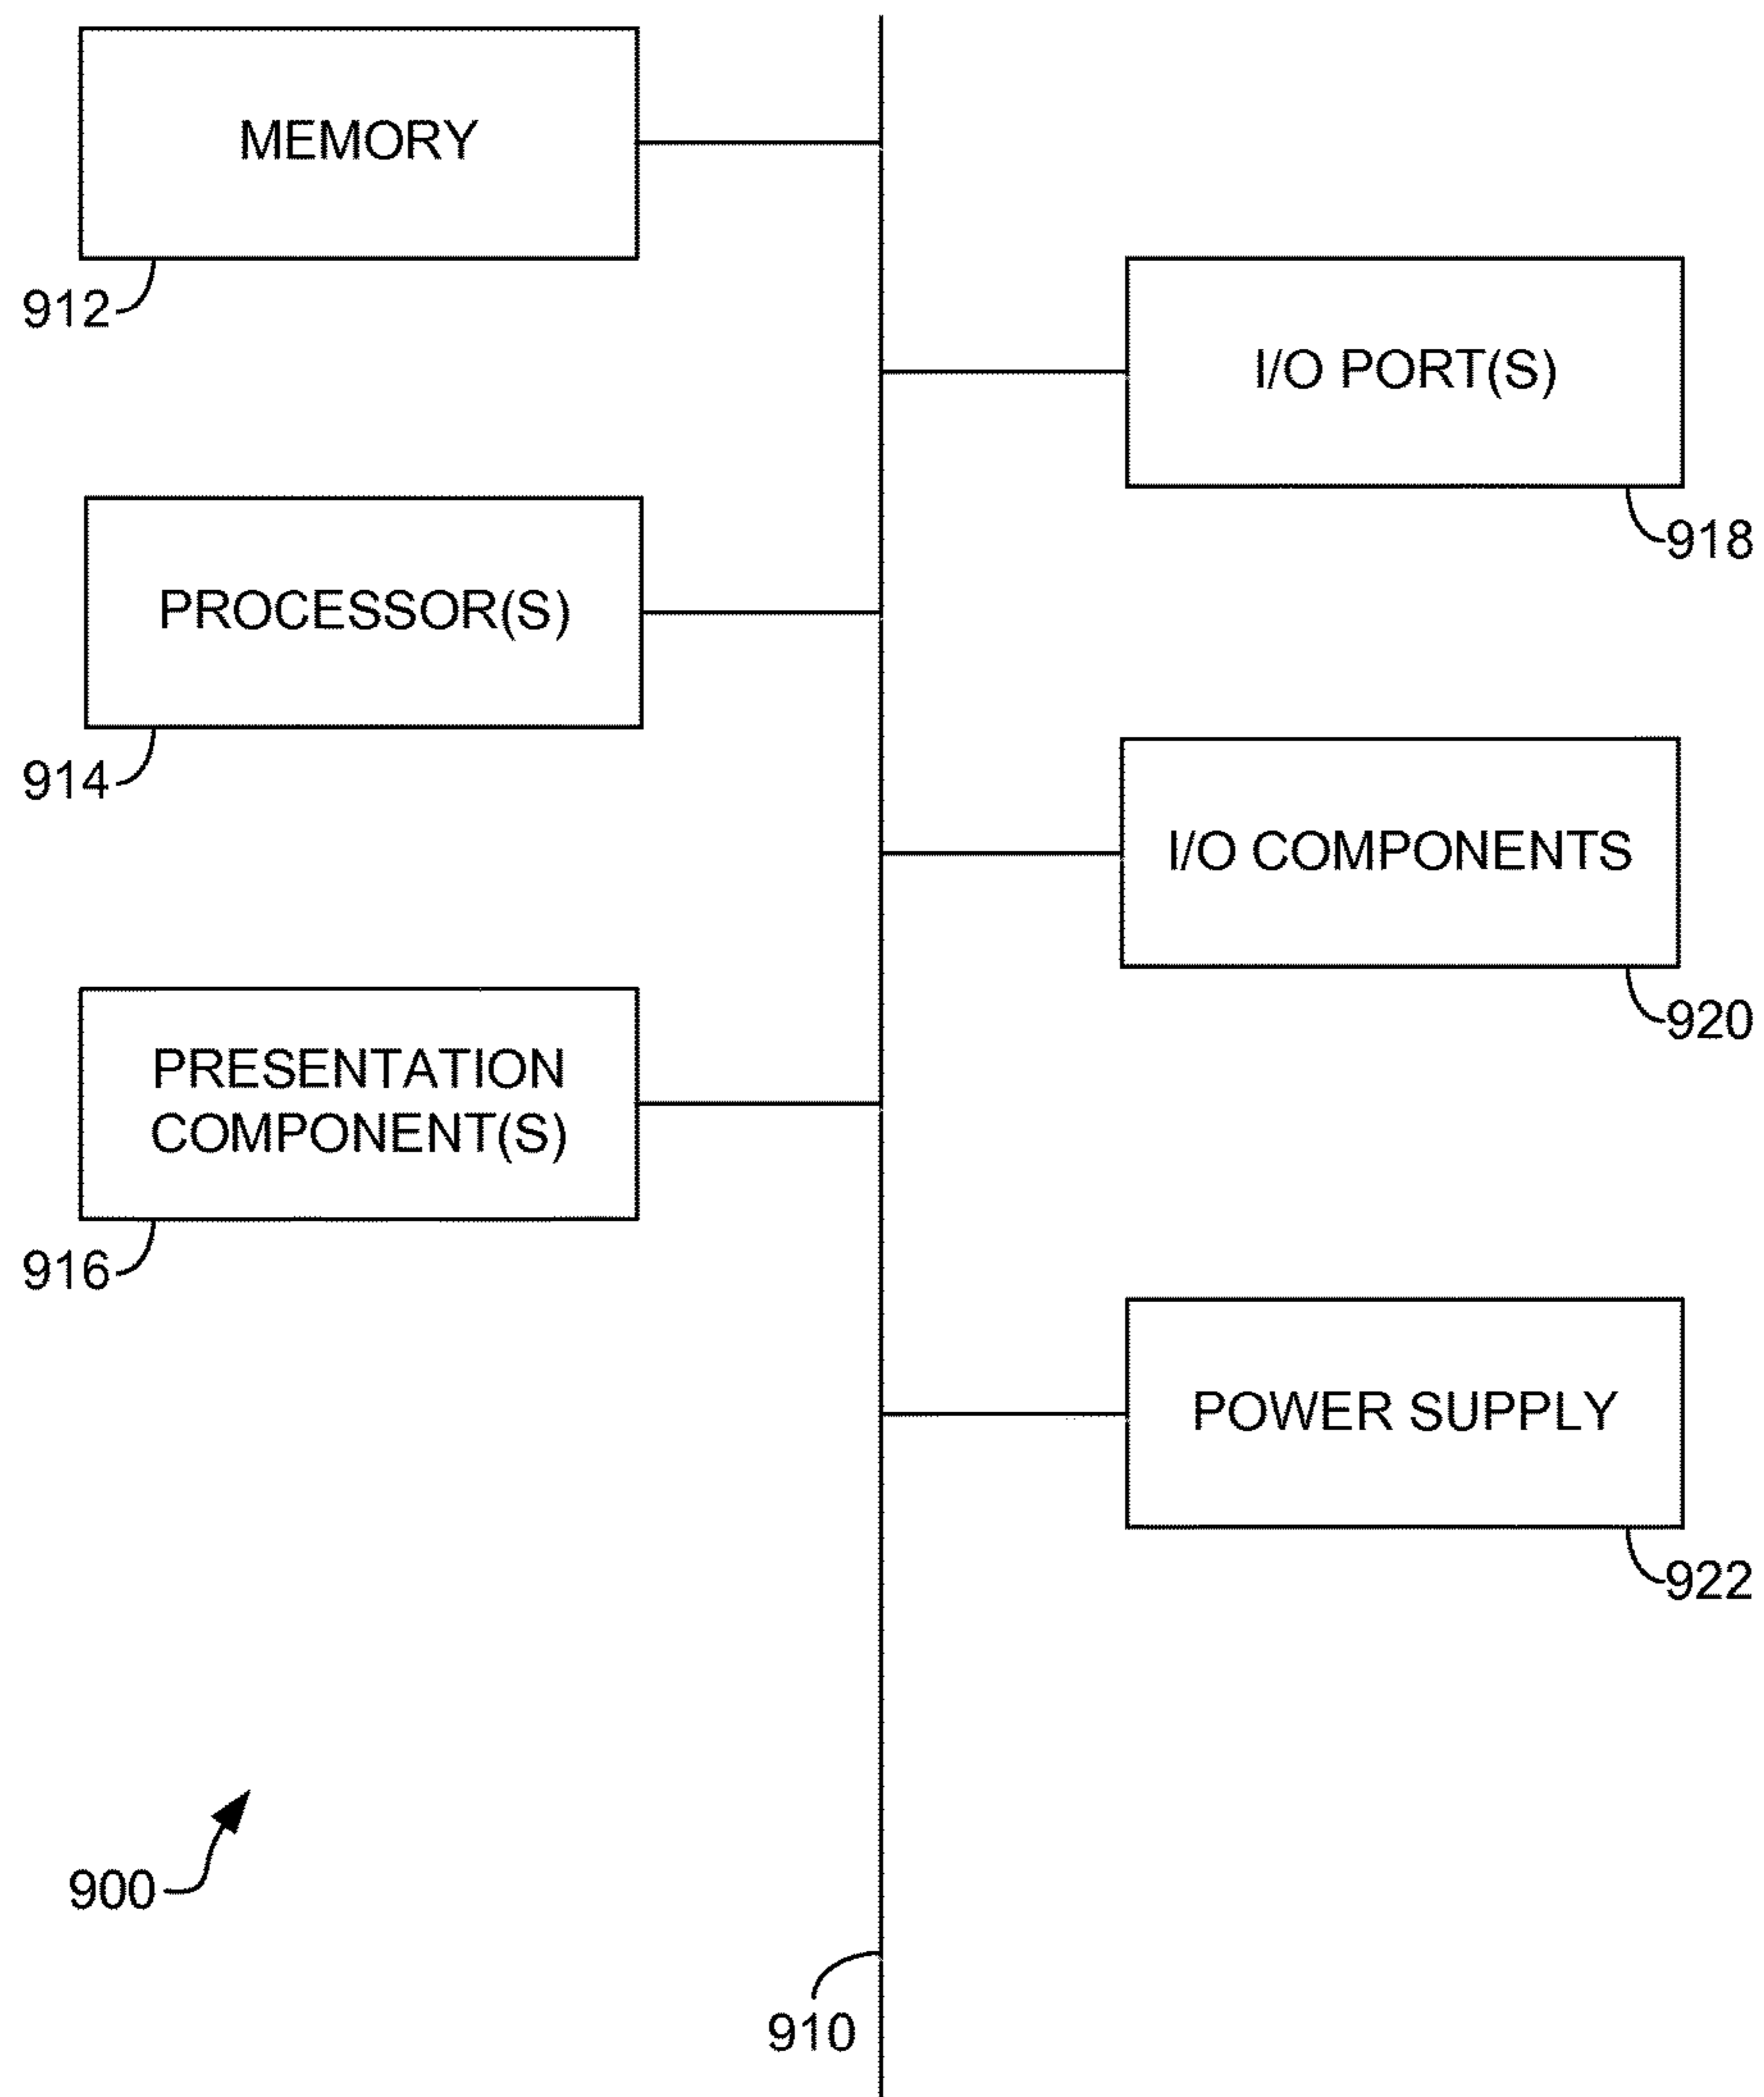 MEMORY
912
I/O PORT(S)
918
PROCESSOR(S)
914
I/O COMPONENTS
920
PRESENTATION
COMPONENT(S)
916
POWER SUPPLY
922
900
910